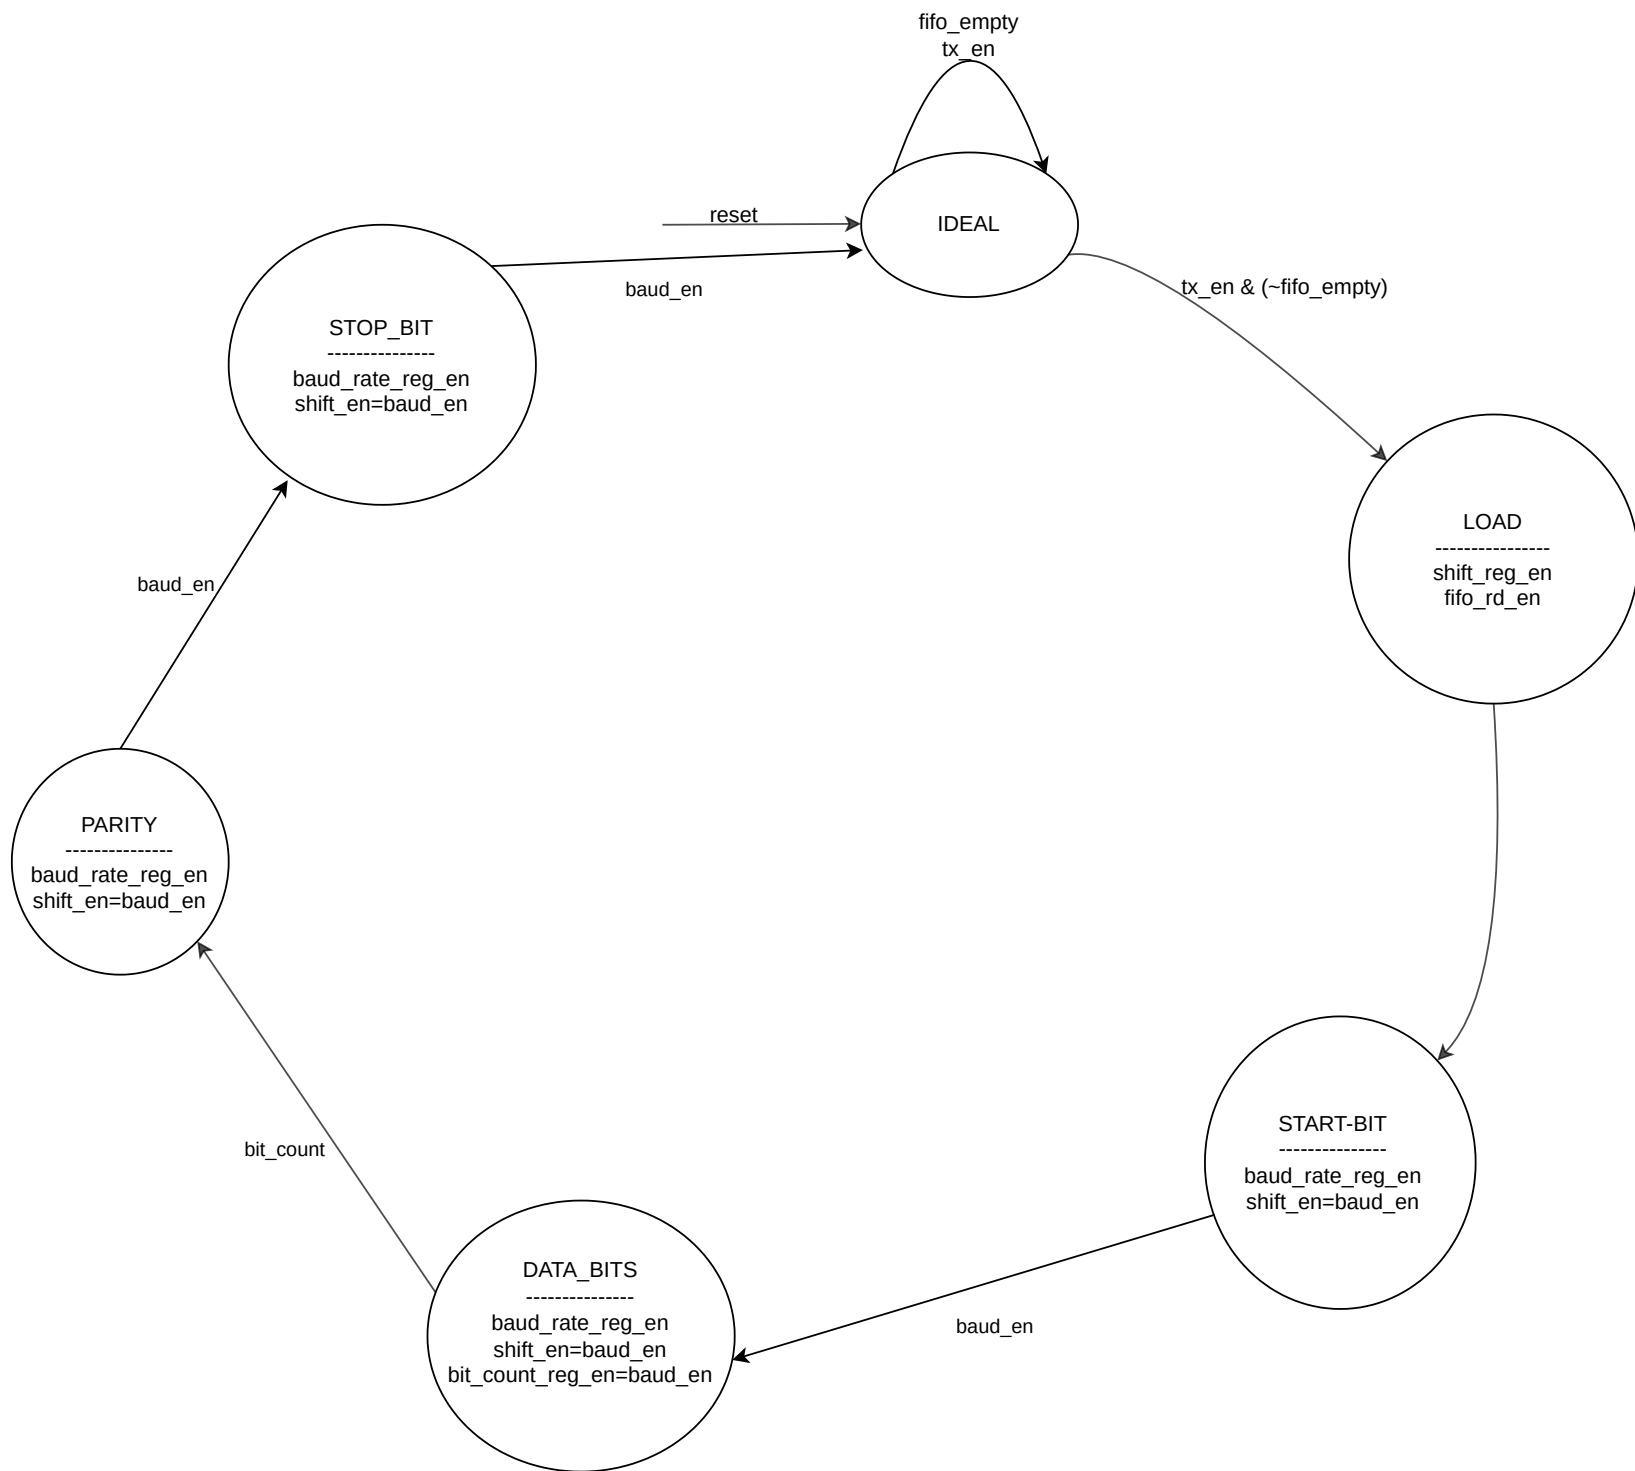 fifo_empty
tx_en
reset
IDEAL
baud_en
tx_en & (~fifo_empty)
STOP_BIT
---------------
baud_rate_reg_en
shift_en=baud_en
LOAD
----------------
shift_reg_en
fifo_rd_en
baud_en
PARITY
---------------
baud_rate_reg_en
shift_en=baud_en
START-BIT
---------------
baud_rate_reg_en
shift_en=baud_en
bit_count
DATA_BITS
---------------
baud_rate_reg_en
shift_en=baud_en
bit_count_reg_en=baud_en
baud_en